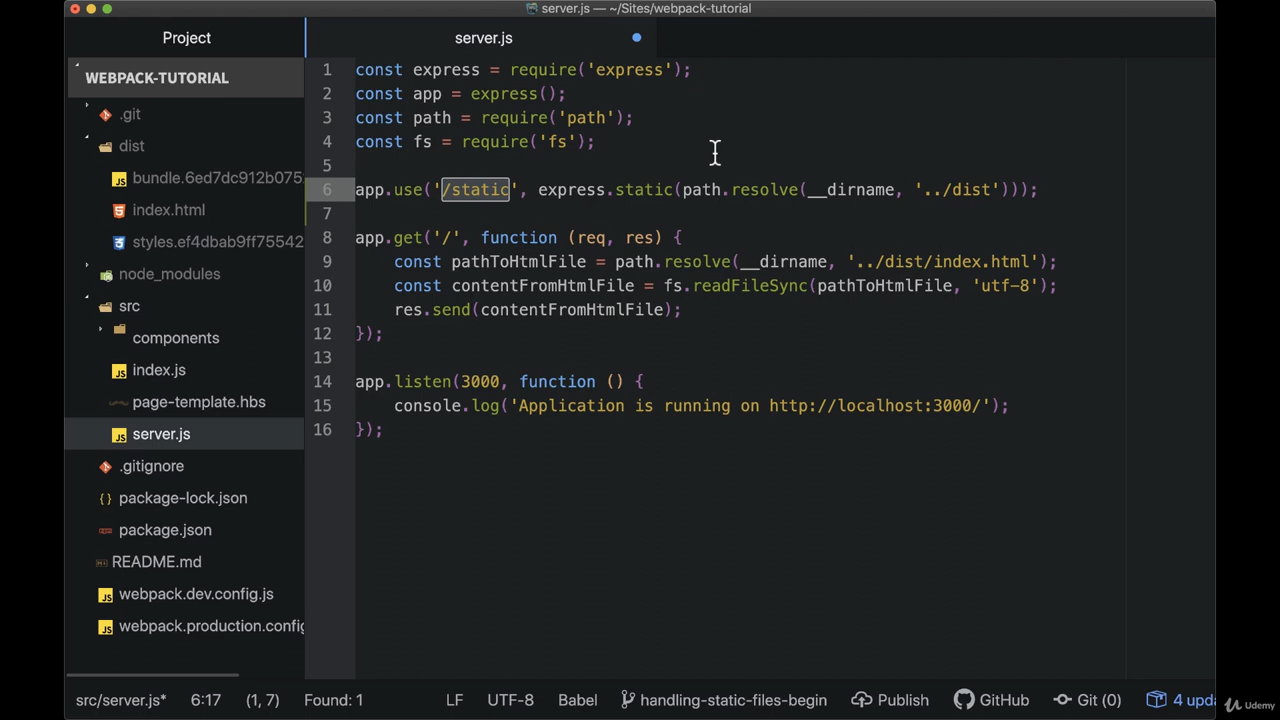 server.js — ~/Sites/webpack-tutorial
Project
server.js
WEBPACK-TUTORIAL
.git
dist
bundle.6ed7dc912b075
index.html
styles.ef4dbab9ff75542
node_modules
src
components
index.js
page-template.hbs
server.js
.gitignore
package-lock.json
package.json
README.md
webpack.dev.config.js
webpack.production.config
1 const express = require('express');
2 const app = express();
3 const path = require('path');
4 const fs = require('fs');
5
6 app.use('/static', express.static(path.resolve(__dirname, '../dist')));
7
8 app.get('/', function (req, res) {
9 const pathToHtmlFile = path.resolve(__dirname, '../dist/index.html');
10 const contentFromHtmlFile = fs.readFileSync(pathToHtmlFile, 'utf-8');
11 res.send(contentFromHtmlFile);
12 });
13
14 app.listen(3000, function () {
15 console.log('Application is running on http://localhost:3000/');
16 });
src/server.js* 6:17 (1, 7) Found: 1 LF UTF-8 Babel handling-static-files-begin Publish GitHub Git (0) 4 upda
Udemy